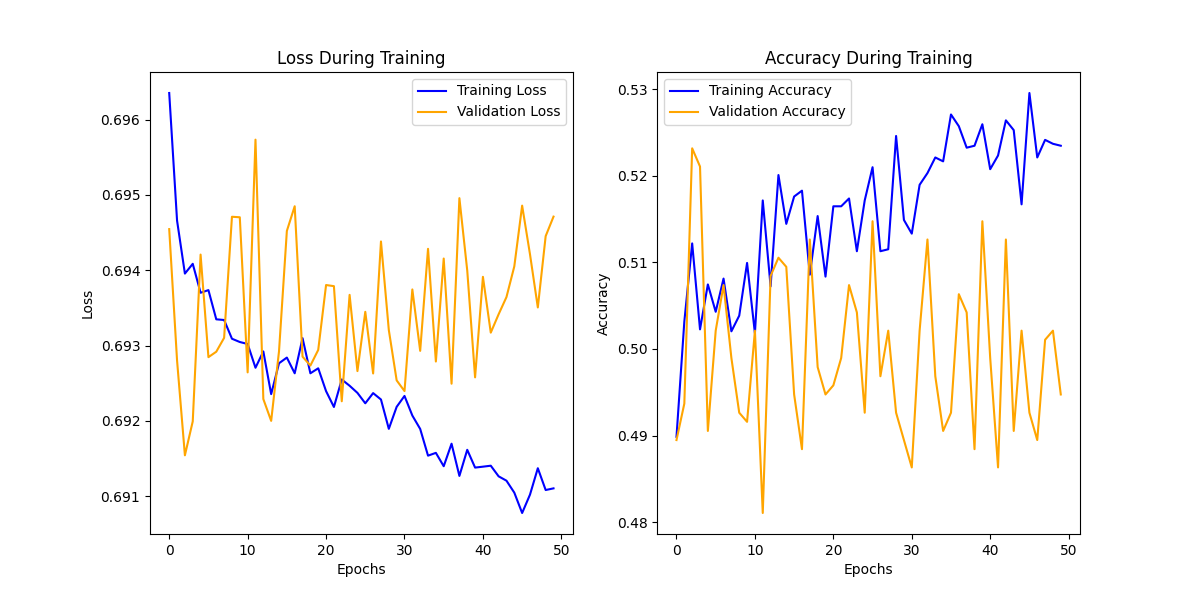 Loss During Training
Training Loss
Validation Loss
0.696
0.695
0.694
0.693
0.692
0.691
Loss
0
10
20
30
40
50
Epochs
Accuracy During Training
Training Accuracy
Validation Accuracy
0.53
0.52
0.51
0.50
0.49
0.48
Accuracy
0
10
20
30
40
50
Epochs